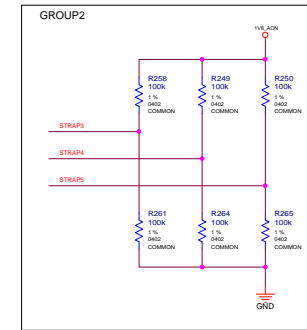 GROUP2
1V8_AON
R258
100k
1 %
0402
COMMON
R249
100k
1 %
0402
COMMON
R250
100k
1 %
0402
COMMON
STRAP3
STRAP4
STRAP5
R261
100k
1 %
0402
COMMON
R264
100k
1 %
0402
COMMON
R265
100k
1 %
0402
COMMON
GND